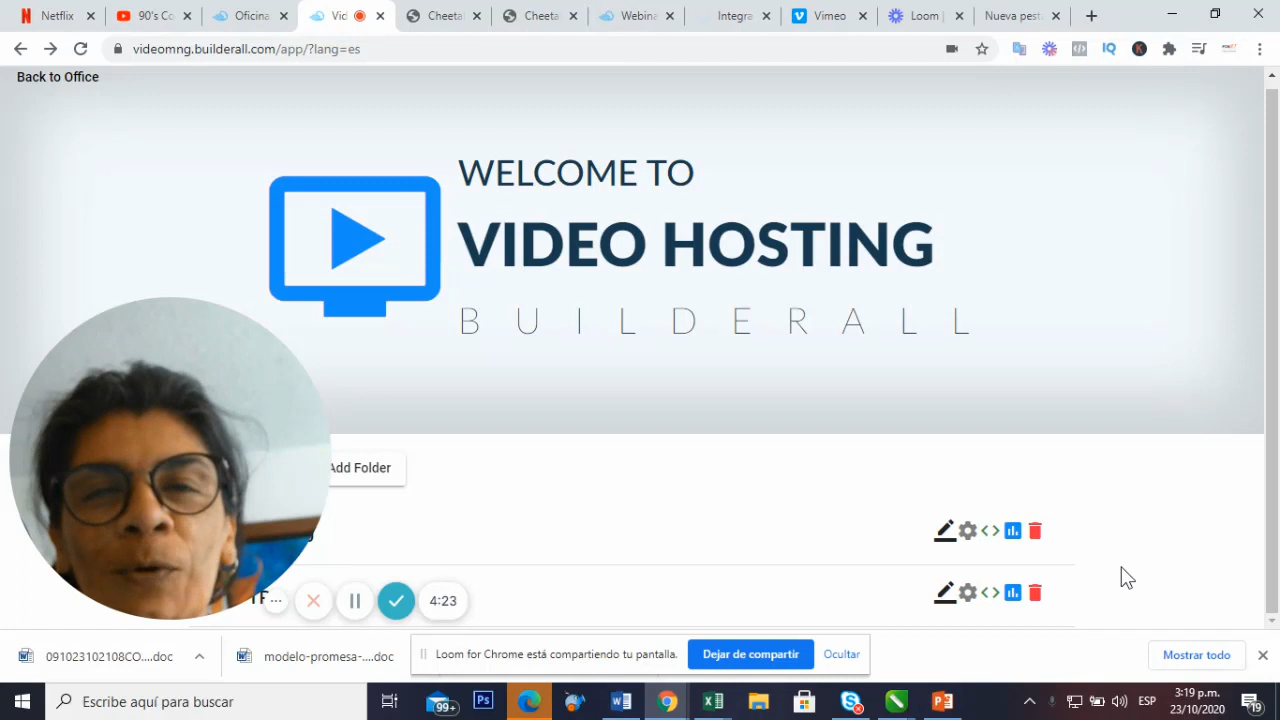 Netflix
90's Co
Oficina
Vid
Cheeta
Cheeta
Webina
Integra
Vimeo
Loom |
Nueva pest
videomng.builderall.com/app/?lang=es
Back to Office
WELCOME TO
VIDEO HOSTING
BUILDERALL
Add Folder
4:23
091023102108CO....doc
modelo-promesa-....doc
Loom for Chrome está compartiendo tu pantalla.
Dejar de compartir
Ocultar
Mostrar todo
Escribe aquí para buscar
99+
ESP
3:19 p.m.
23/10/2020
19